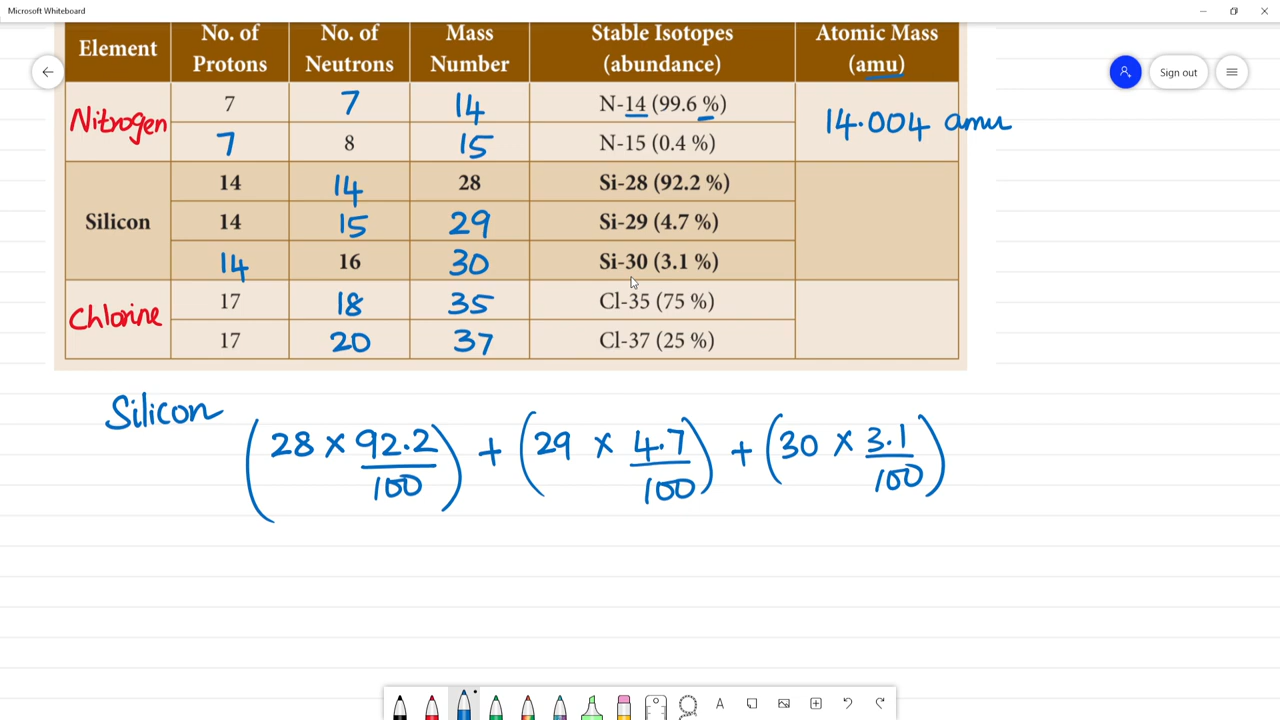 Microsoft Whiteboard
Sign out
Element No. of Protons No. of Neutrons Mass Number Stable Isotopes (abundance) Atomic Mass (amu)
Nitrogen 7 7 14 N-14 (99.6 %) 14.004 amu
7 8 15 N-15 (0.4 %)
Silicon 14 14 28 Si-28 (92.2 %)
14 15 29 Si-29 (4.7 %)
14 16 30 Si-30 (3.1 %)
Chlorine 17 18 35 Cl-35 (75 %)
17 20 37 Cl-37 (25 %)
Silicon
(28 × 92.2/100) + (29 × 4.7/100) + (30 × 3.1/100)
A